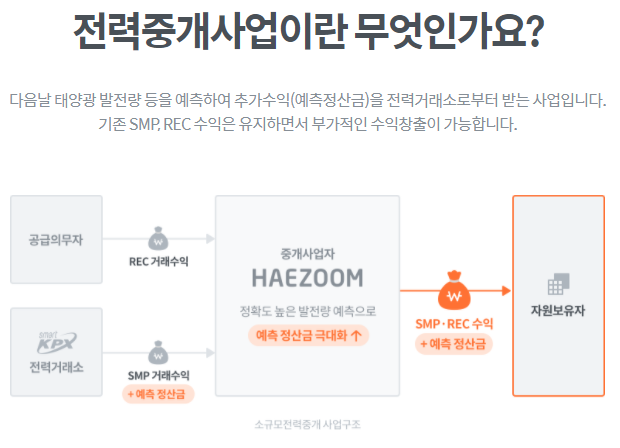 전력중개사업이란 무엇인가요?
다음날 태양광 발전량 등을 예측하여 추가수익(예측정산금)을 전력거래소로부터 받는 사업입니다.
기존 SMP, REC 수익은 유지하면서 부가적인 수익창출이 가능합니다.
공급의무자
REC 거래수익
smart
KPX
전력거래소
SMP 거래수익
+ 예측 정산금
중개사업자
HAEZOOM
정확도 높은 발전량 예측으로
예측 정산금 극대화 ↑
SMP · REC 수익
+ 예측 정산금
자원보유자
소규모전력중개 사업구조